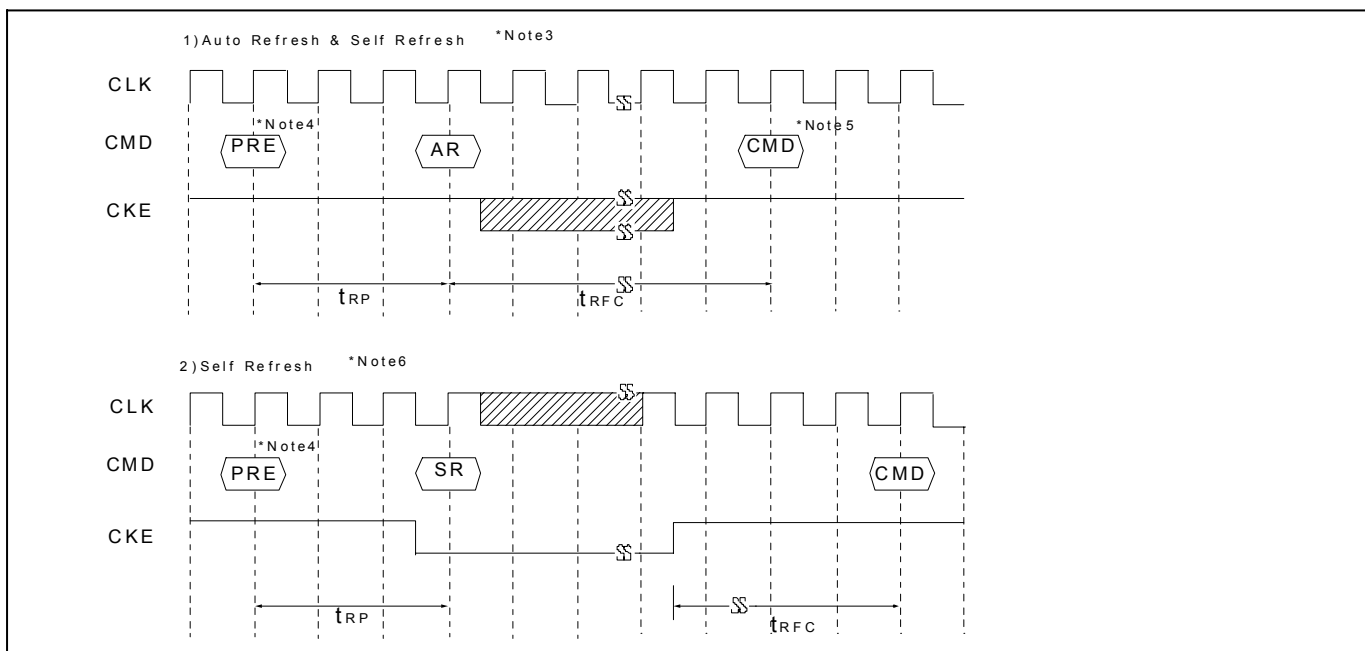 1)Auto Refresh & Self Refresh *Note3
CLK
*Note4 *Note5
CMD PRE AR CMD
CKE
tRP tRFC
2)Self Refresh *Note6
CLK
*Note4
CMD PRE SR CMD
CKE
tRP tRFC